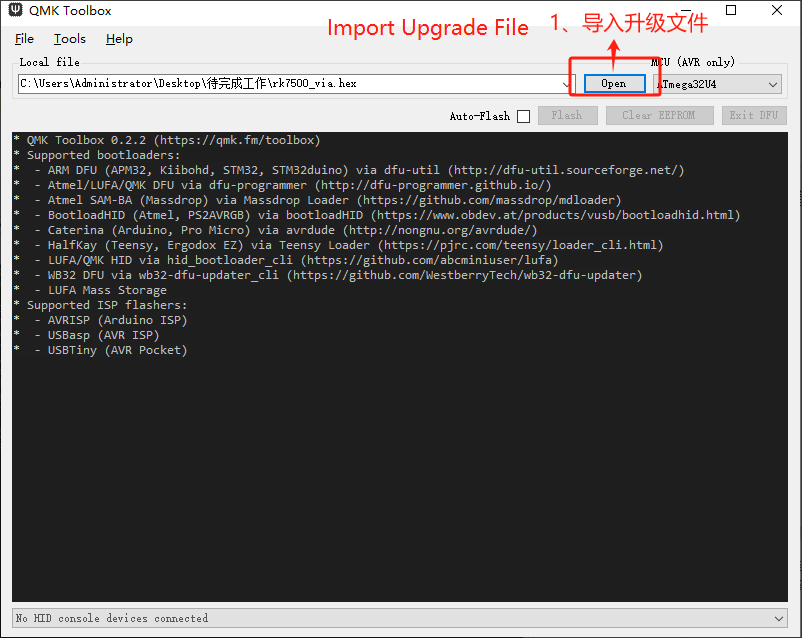 QMK Toolbox
Import Upgrade File
1、导入升级文件
File Tools Help
Local file
MCU (AVR only)
C:\Users\Administrator\Desktop\待完成工作\rk7500_via.hex
Open
ATmega32U4
Auto-Flash
Flash
Clear EEPROM
Exit DFU
* QMK Toolbox 0.2.2 (https://qmk.fm/toolbox)
* Supported bootloaders:
*  - ARM DFU (APM32, Kiibohd, STM32, STM32duino) via dfu-util (http://dfu-util.sourceforge.net/)
*  - Atmel/LUFA/QMK DFU via dfu-programmer (http://dfu-programmer.github.io/)
*  - Atmel SAM-BA (Massdrop) via Massdrop Loader (https://github.com/massdrop/mdloader)
*  - BootloadHID (Atmel, PS2AVRGB) via bootloadHID (https://www.obdev.at/products/vusb/bootloadhid.html)
*  - Caterina (Arduino, Pro Micro) via avrdude (http://nongnu.org/avrdude/)
*  - HalfKay (Teensy, Ergodox EZ) via Teensy Loader (https://pjrc.com/teensy/loader_cli.html)
*  - LUFA/QMK HID via hid_bootloader_cli (https://github.com/abcminiuser/lufa)
*  - WB32 DFU via wb32-dfu-updater_cli (https://github.com/WestberryTech/wb32-dfu-updater)
*  - LUFA Mass Storage
* Supported ISP flashers:
*  - AVRISP (Arduino ISP)
*  - USBasp (AVR ISP)
*  - USBTiny (AVR Pocket)
No HID console devices connected